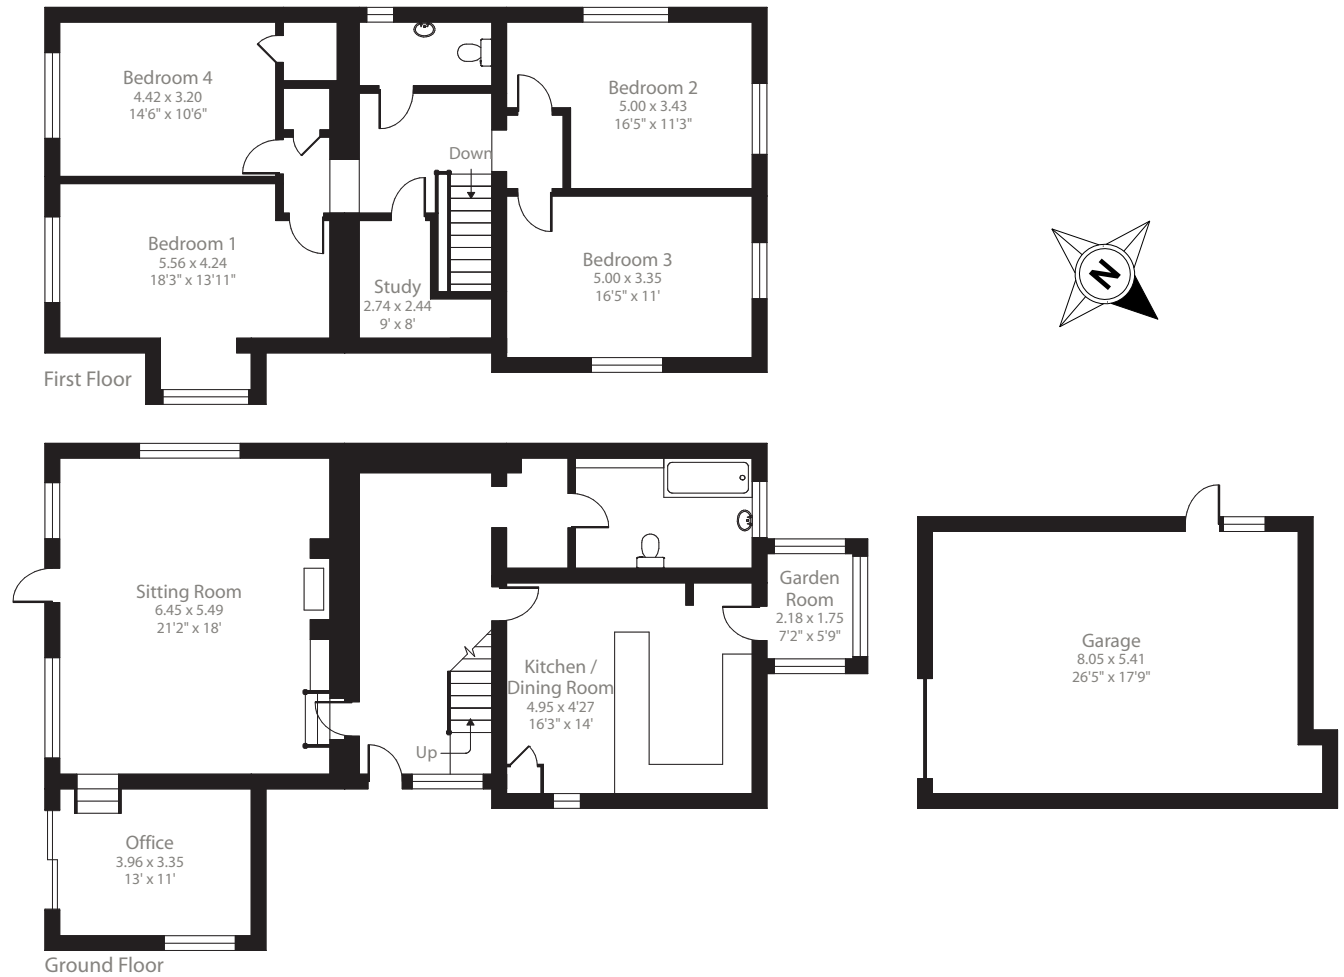 Bedroom 4
4.42 x 3.20
14'6" x 10'6"
Bedroom 2
5.00 x 3.43
16'5" x 11'3"
Down
Bedroom 1
5.56 x 4.24
18'3" x 13'11"
Bedroom 3
5.00 x 3.35
16'5" x 11'
Study
2.74 x 2.44
9' x 8'
N
First Floor
Sitting Room
6.45 x 5.49
21'2" x 18'
Garden
Room
2.18 x 1.75
7'2" x 5'9"
Kitchen /
Dining Room
4.95 x 4'27
16'3" x 14'
Up
Garage
8.05 x 5.41
26'5" x 17'9"
Office
3.96 x 3.35
13' x 11'
Ground Floor